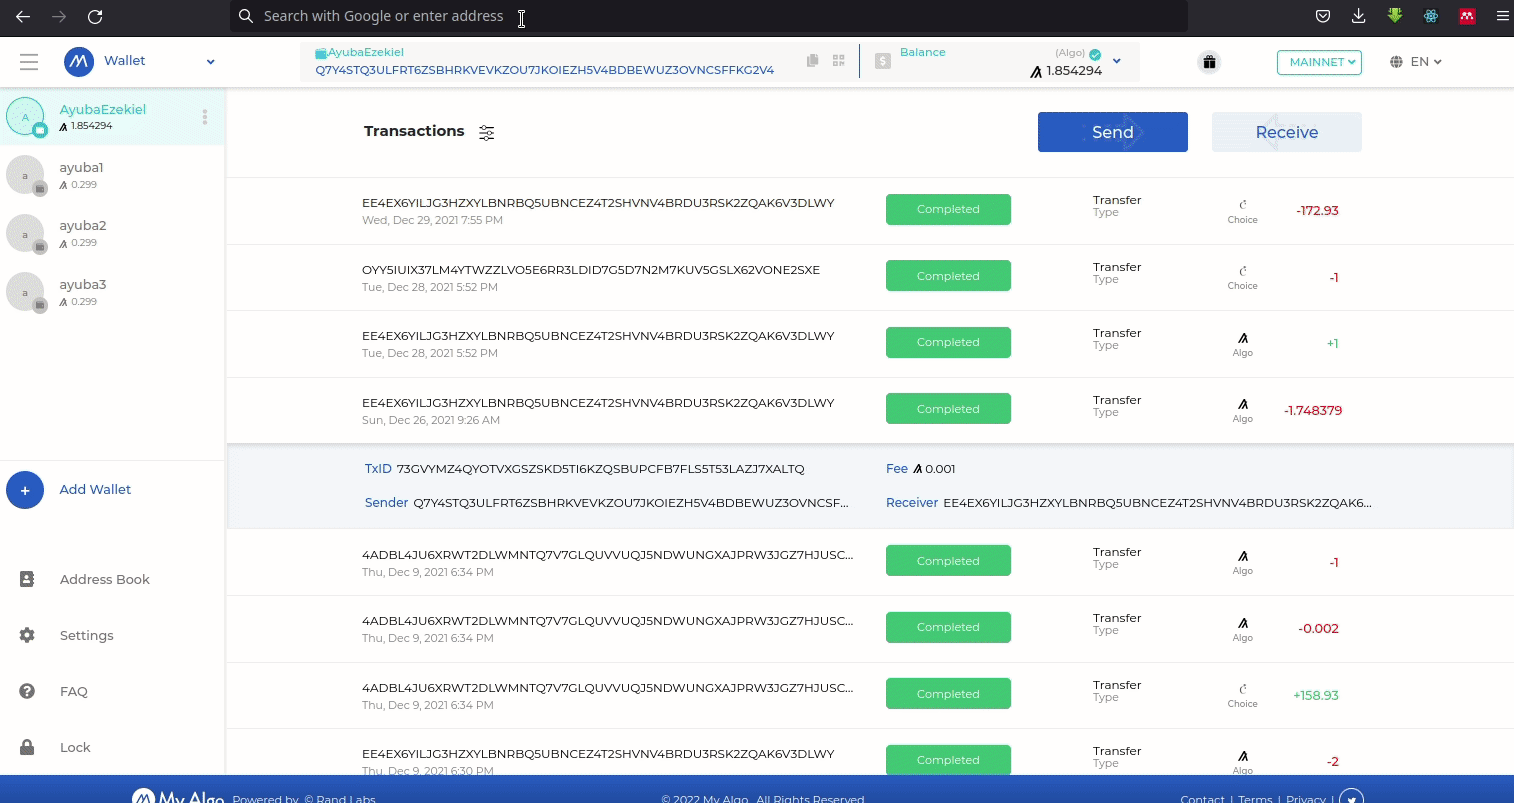 Search with Google or enter address
Wallet
AyubaEzekiel
Q7Y4STQ3ULFRT6ZSBHRKVEVKZOU7JKOIEZH5V4BDBEWUZ3OVNCSFFKG2V4
Balance
(Algo)
1.854294
MAINNET
EN
A
AyubaEzekiel
1.854294
a
ayuba1
0.299
a
ayuba2
0.299
a
ayuba3
0.299
+
Add Wallet
Address Book
Settings
FAQ
Lock
Transactions
Send
Receive
EE4EX6YILJG3HZXYLBNRBQ5UBNCEZ4T2SHVNV4BRDU3RSK2ZQAK6V3DLWY
Wed, Dec 29, 2021 7:55 PM
Completed
Transfer
Type
Choice
-172.93
OYY5IUIX37LM4YTWZZLVO5E6RR3LDID7G5D7N2M7KUV5GSLX62VONE2SXE
Tue, Dec 28, 2021 5:52 PM
Completed
Transfer
Type
Choice
-1
EE4EX6YILJG3HZXYLBNRBQ5UBNCEZ4T2SHVNV4BRDU3RSK2ZQAK6V3DLWY
Tue, Dec 28, 2021 5:52 PM
Completed
Transfer
Type
Algo
+1
EE4EX6YILJG3HZXYLBNRBQ5UBNCEZ4T2SHVNV4BRDU3RSK2ZQAK6V3DLWY
Sun, Dec 26, 2021 9:26 AM
Completed
Transfer
Type
Algo
-1.748379
TxID 73GVYMZ4QYOTVXGSZSKD5TI6KZQSBUPCFB7FLS5T53LAZJ7XALTQ
Fee 0.001
Sender Q7Y4STQ3ULFRT6ZSBHRKVEVKZOU7JKOIEZH5V4BDBEWUZ3OVNCSF...
Receiver EE4EX6YILJG3HZXYLBNRBQ5UBNCEZ4T2SHVNV4BRDU3RSK2ZQAK6...
4ADBL4JU6XRWT2DLWMNTQ7V7GLQUVVUQJ5NDWUNGXAJPRW3JGZ7HJUSC...
Thu, Dec 9, 2021 6:34 PM
Completed
Transfer
Type
Algo
-1
4ADBL4JU6XRWT2DLWMNTQ7V7GLQUVVUQJ5NDWUNGXAJPRW3JGZ7HJUSC...
Thu, Dec 9, 2021 6:34 PM
Completed
Transfer
Type
Algo
-0.002
4ADBL4JU6XRWT2DLWMNTQ7V7GLQUVVUQJ5NDWUNGXAJPRW3JGZ7HJUSC...
Thu, Dec 9, 2021 6:34 PM
Completed
Transfer
Type
Choice
+158.93
EE4EX6YILJG3HZXYLBNRBQ5UBNCEZ4T2SHVNV4BRDU3RSK2ZQAK6V3DLWY
Thu, Dec 9, 2021 6:30 PM
Completed
Transfer
Type
Algo
-2
My Algo Powered by © Rand Labs
© 2022 My Algo. All Rights Reserved
Contact | Terms | Privacy |